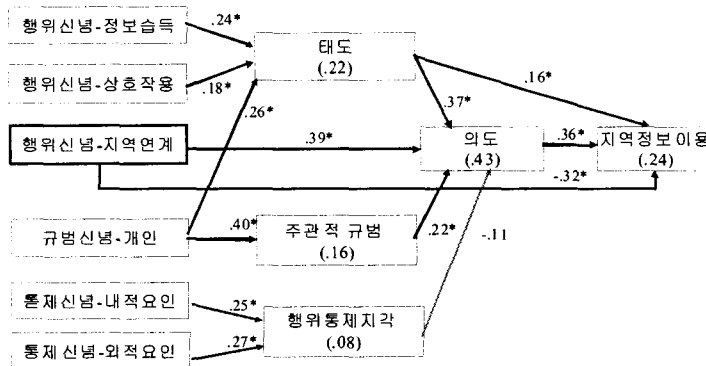 행위신념-정보습득
.24*
태도
(.22)
행위신념-상호작용
.18*
.26*
.37*
.16*
행위신념-지역연계
.39*
의도
(.43)
.36*
지역정보이용
(.24)
-.32*
규범신념-개인
.40*
주관적 규범
(.16)
.22*
-.11
통제신념-내적요인
.25*
행위통제지각
(.08)
통제신념-외적요인
.27*